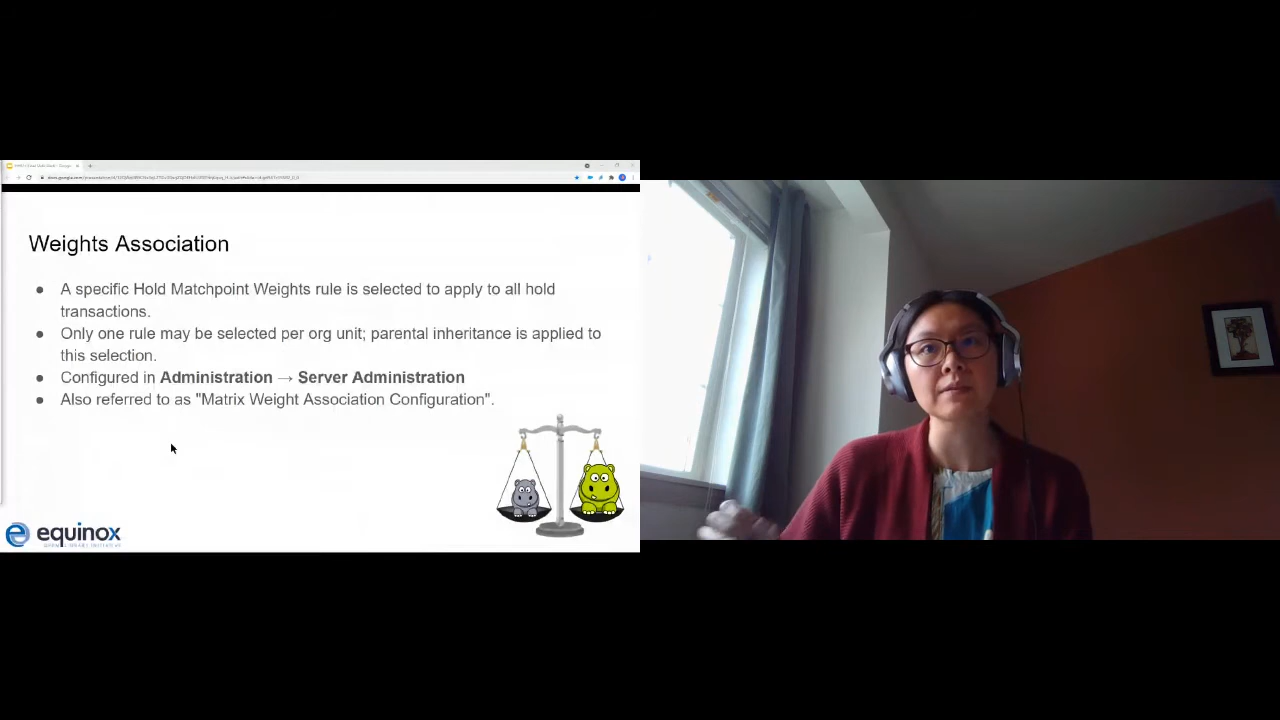 Weights Association
● A specific Hold Matchpoint Weights rule is selected to apply to all hold
transactions.
● Only one rule may be selected per org unit; parental inheritance is applied to
this selection.
● Configured in Administration → Server Administration
● Also referred to as "Matrix Weight Association Configuration".
equinox